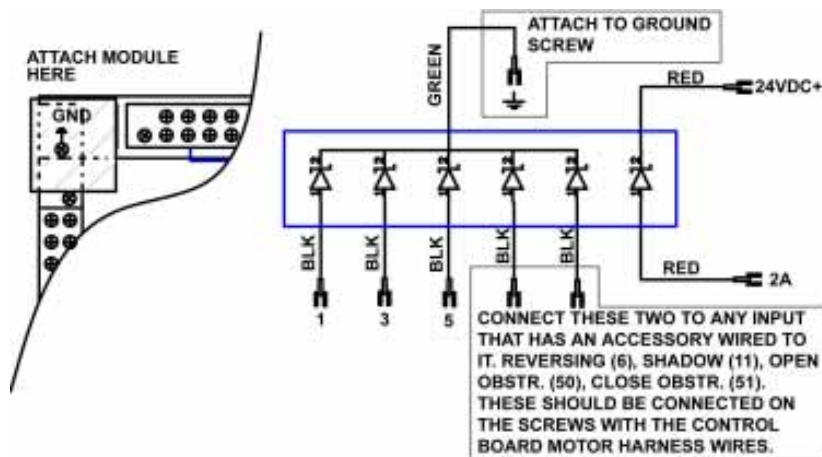 ATTACH MODULE
HERE
GND
GREEN
ATTACH TO GROUND
SCREW
RED
24VDC+
BLK
BLK
BLK
BLK
BLK
RED
2A
1
3
5
CONNECT THESE TWO TO ANY INPUT
THAT HAS AN ACCESSORY WIRED TO
IT. REVERSING (6), SHADOW (11), OPEN
OBSTR. (50), CLOSE OBSTR. (51).
THESE SHOULD BE CONNECTED ON
THE SCREWS WITH THE CONTROL
BOARD MOTOR HARNESS WIRES.